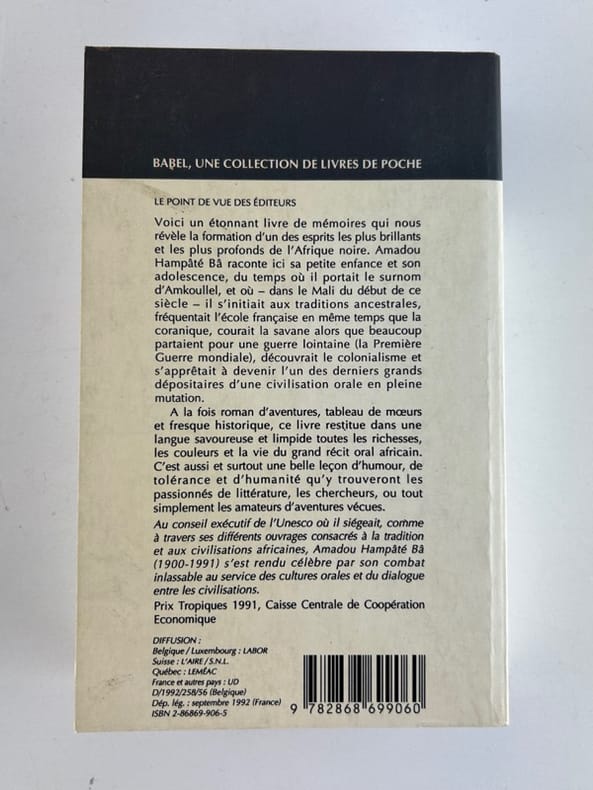 BABEL, UNE COLLECTION DE LIVRES DE POCHE
LE POINT DE VUE DES ÉDITEURS
Voici un étonnant livre de mémoires qui nous
révèle la formation d'un des esprits les plus brillants
et les plus profonds de l'Afrique noire. Amadou
Hampâté Bâ raconte ici sa petite enfance et son
adolescence, du temps où il portait le surnom
d'Amkoullel, et où – dans le Mali du début de ce
siècle – il s'initiait aux traditions ancestrales,
fréquentait l'école française en même temps que la
coranique, courait la savane alors que beaucoup
partaient pour une guerre lointaine (la Première
Guerre mondiale), découvrait le colonialisme et
s'apprêtait à devenir l'un des derniers grands
dépositaires d'une civilisation orale en pleine
mutation.
A la fois roman d'aventures, tableau de mœurs
et fresque historique, ce livre restitue dans une
langue savoureuse et limpide toutes les richesses,
les couleurs et la vie du grand récit oral africain.
C'est aussi et surtout une belle leçon d'humour, de
tolérance et d'humanité qu'y trouveront les
passionnés de littérature, les chercheurs, ou tout
simplement les amateurs d'aventures vécues.
Au conseil exécutif de l'Unesco où il siégeait, comme
à travers ses différents ouvrages consacrés à la tradition
et aux civilisations africaines, Amadou Hampâté Bâ
(1900-1991) s'est rendu célèbre par son combat
inlassable au service des cultures orales et du dialogue
entre les civilisations.
Prix Tropiques 1991, Caisse Centrale de Coopération
Economique
DIFFUSION :
Belgique / Luxembourg : LABOR
Suisse : L'AIRE / S.N.L.
Québec : LEMÉAC
France et autres pays : UD
D/1992/258/56 (Belgique)
Dép. lég. : septembre 1992 (France)
ISBN 2-86869-906-5
9 782868 699060